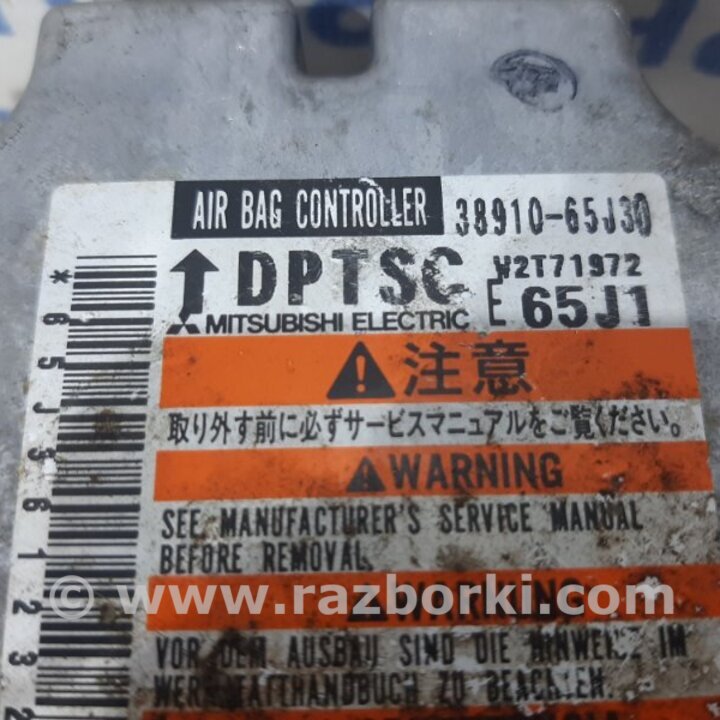 AIR BAG CONTROLLER 38910-65J30
DPTSC W2T71972
MITSUBISHI ELECTRIC E 65J1
注意
取り外す前に必ずサービスマニュアルをご覧ください。
WARNING
SEE MANUFACTURER'S SERVICE MANUAL
BEFORE REMOVAL.
© www.razborki.com
WARNUNG
VOR DEM AUSBAU SIND DIE HINWEISE IM
WERKSTATTHANDBUCH ZU BEACHTEN.
*65J361232